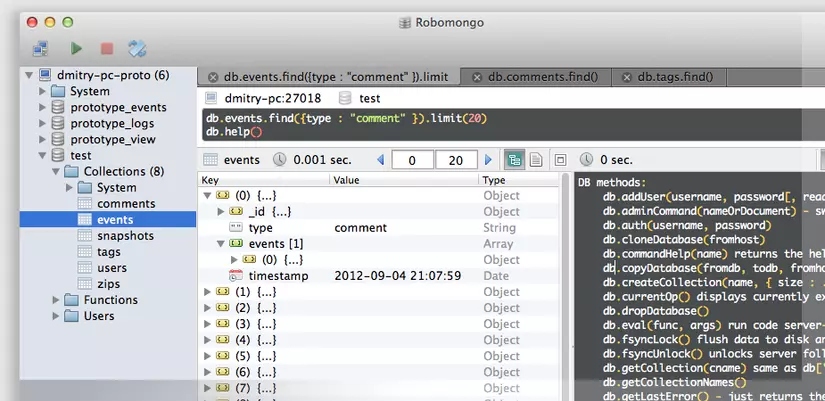 Robomongo
dmitry-pc-proto (6)
System
prototype_events
prototype_logs
prototype_view
test
Collections (8)
System
comments
events
snapshots
tags
users
zips
Functions
Users
db.events.find({type : "comment" }).limit
db.comments.find()
db.tags.find()
dmitry-pc:27018 test
db.events.find({type : "comment" }).limit(20)
db.help()
events 0.001 sec. 0 20
Key Value Type
(0) {...} Object
_id {...} Object
type comment String
events [1] Array
(0) {...} Object
timestamp 2012-09-04 21:07:59 Date
(1) {...} Object
(2) {...} Object
(3) {...} Object
(4) {...} Object
(5) {...} Object
(6) {...} Object
(7) {...} Object
0 sec.
DB methods:
db.addUser(username, password[, read
db.adminCommand(nameOrDocument) - sw
db.auth(username, password)
db.cloneDatabase(fromhost)
db.commandHelp(name) returns the hel
db.copyDatabase(fromdb, todb, fromho
db.createCollection(name, { size : .
db.currentOp() displays currently ex
db.dropDatabase()
db.eval(func, args) run code server-
db.fsyncLock() flush data to disk an
db.fsyncUnlock() unlocks server foll
db.getCollection(cname) same as db['
db.getCollectionNames()
db.getLastError() - just returns the